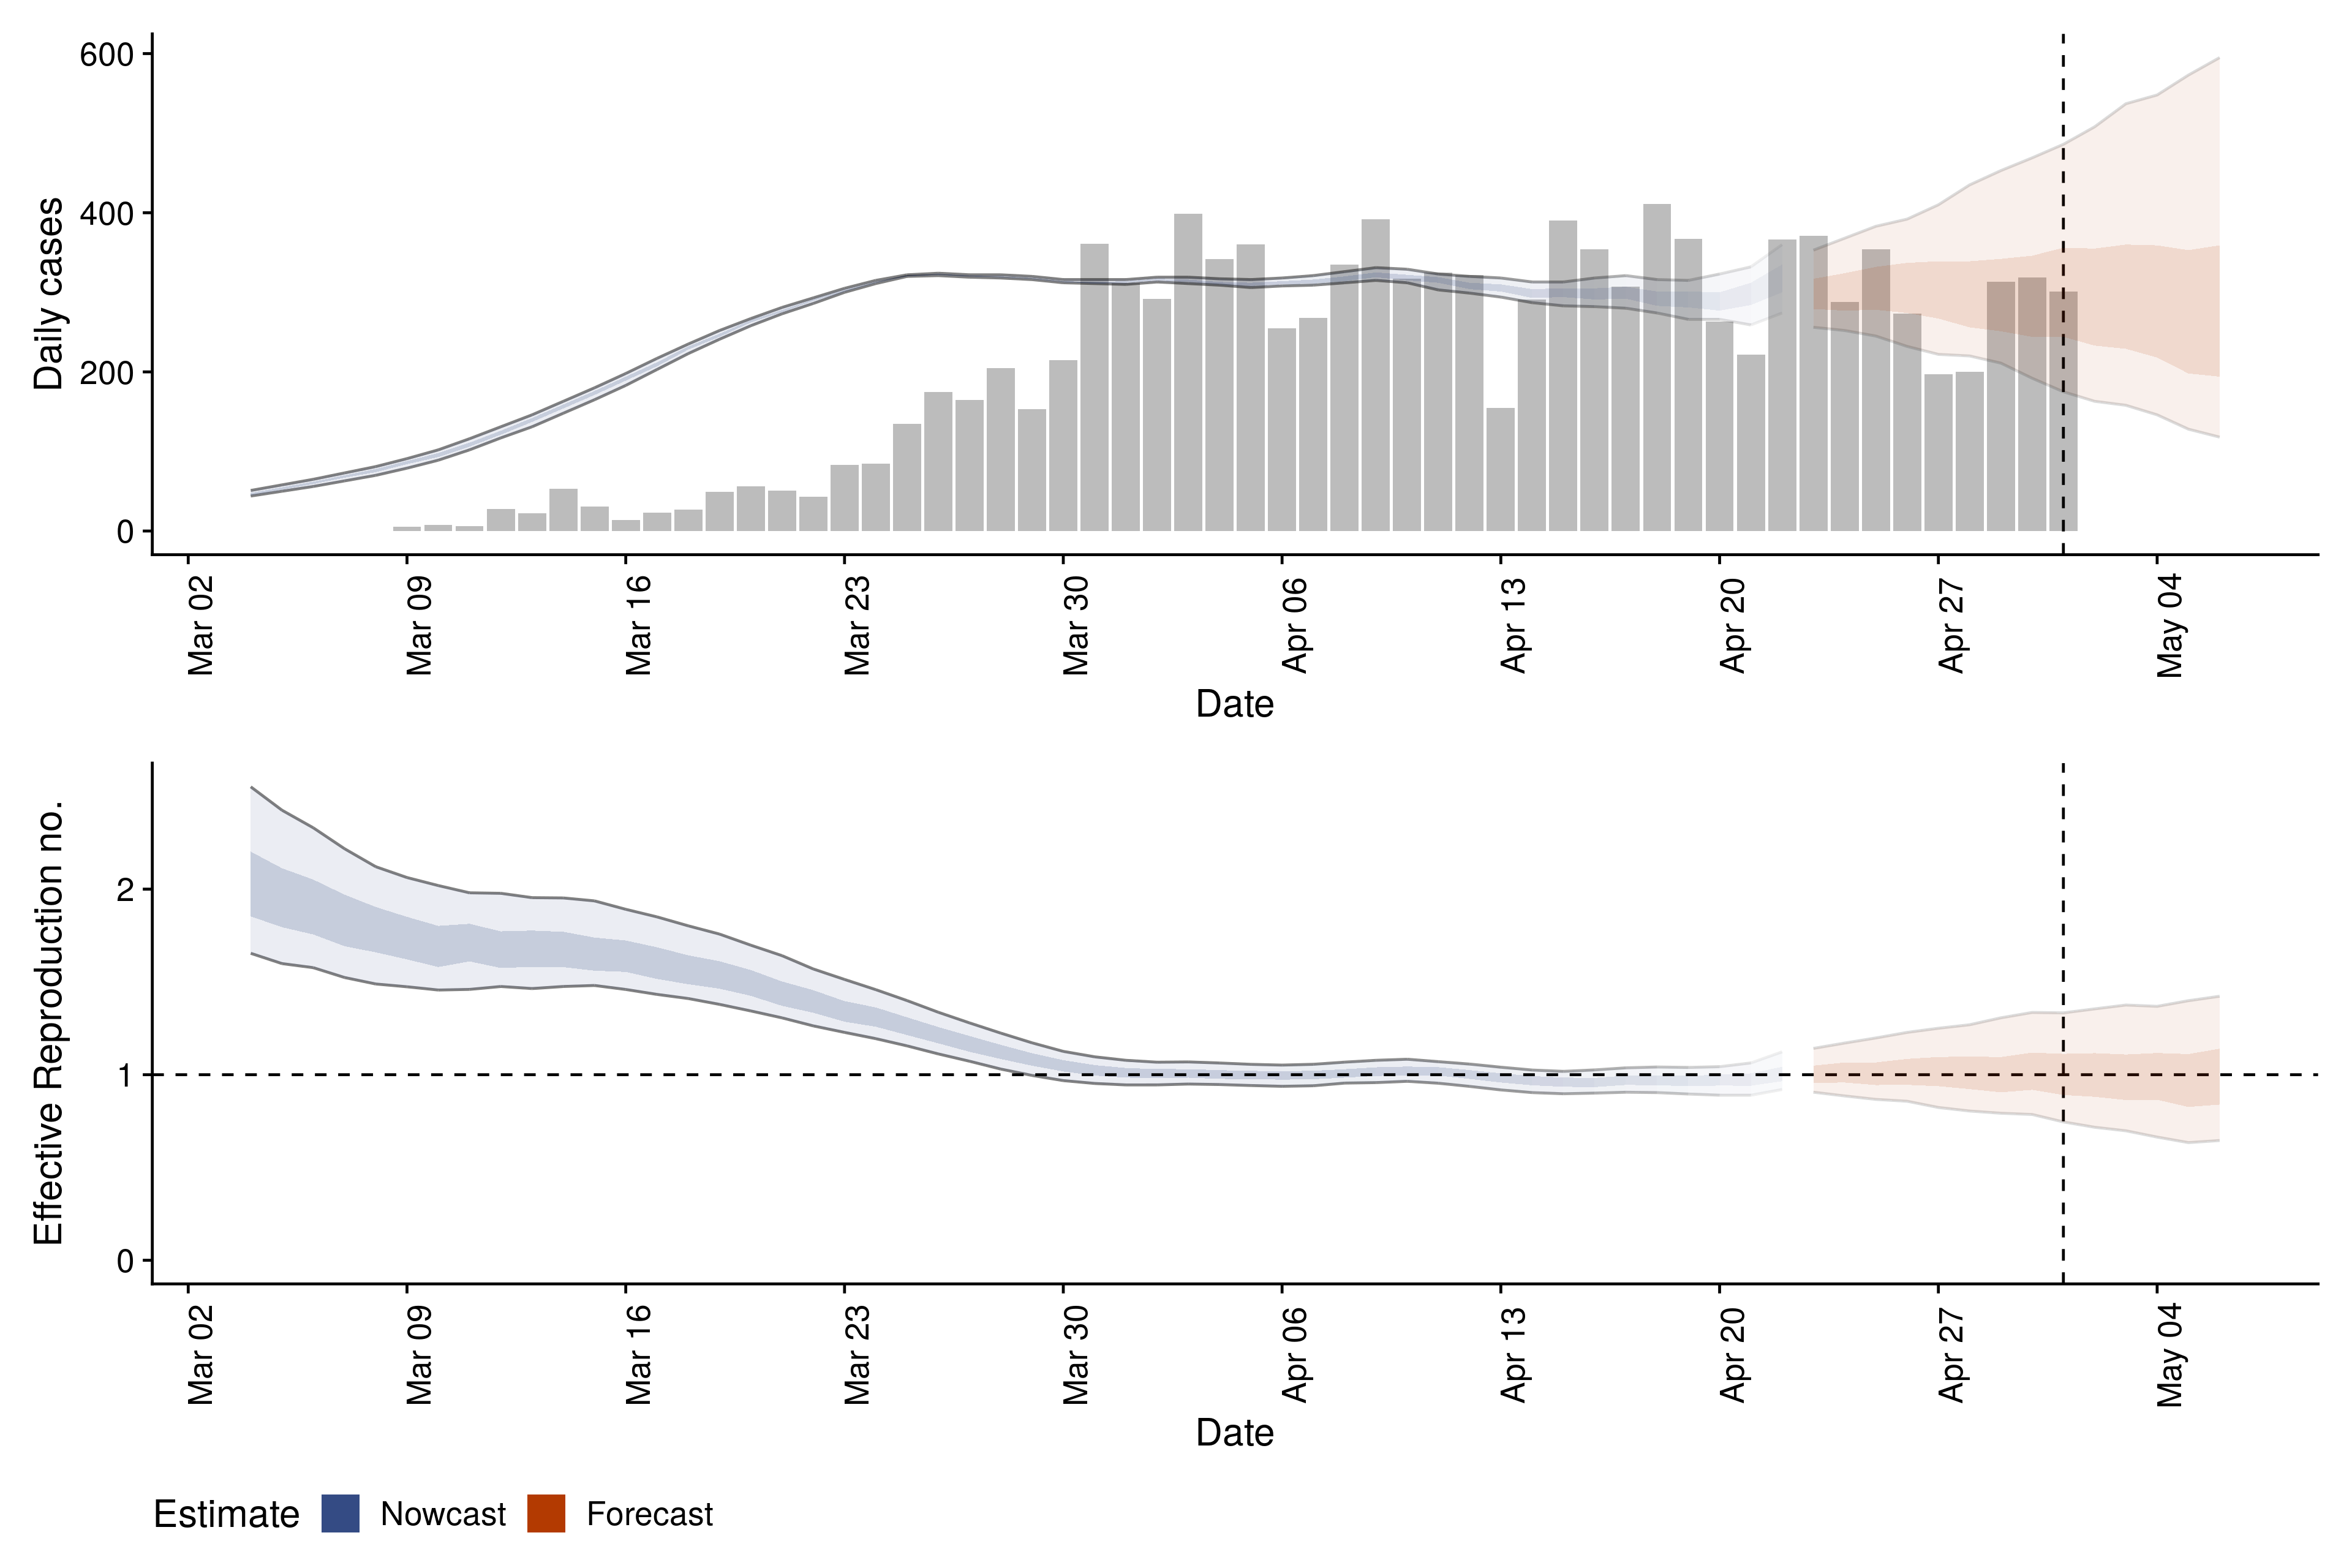 Daily cases
600
400
200
0
Mar 02
Mar 09
Mar 16
Mar 23
Mar 30
Apr 06
Apr 13
Apr 20
Apr 27
May 04
Date
Effective Reproduction no.
2
1
0
Mar 02
Mar 09
Mar 16
Mar 23
Mar 30
Apr 06
Apr 13
Apr 20
Apr 27
May 04
Date
Estimate Nowcast Forecast